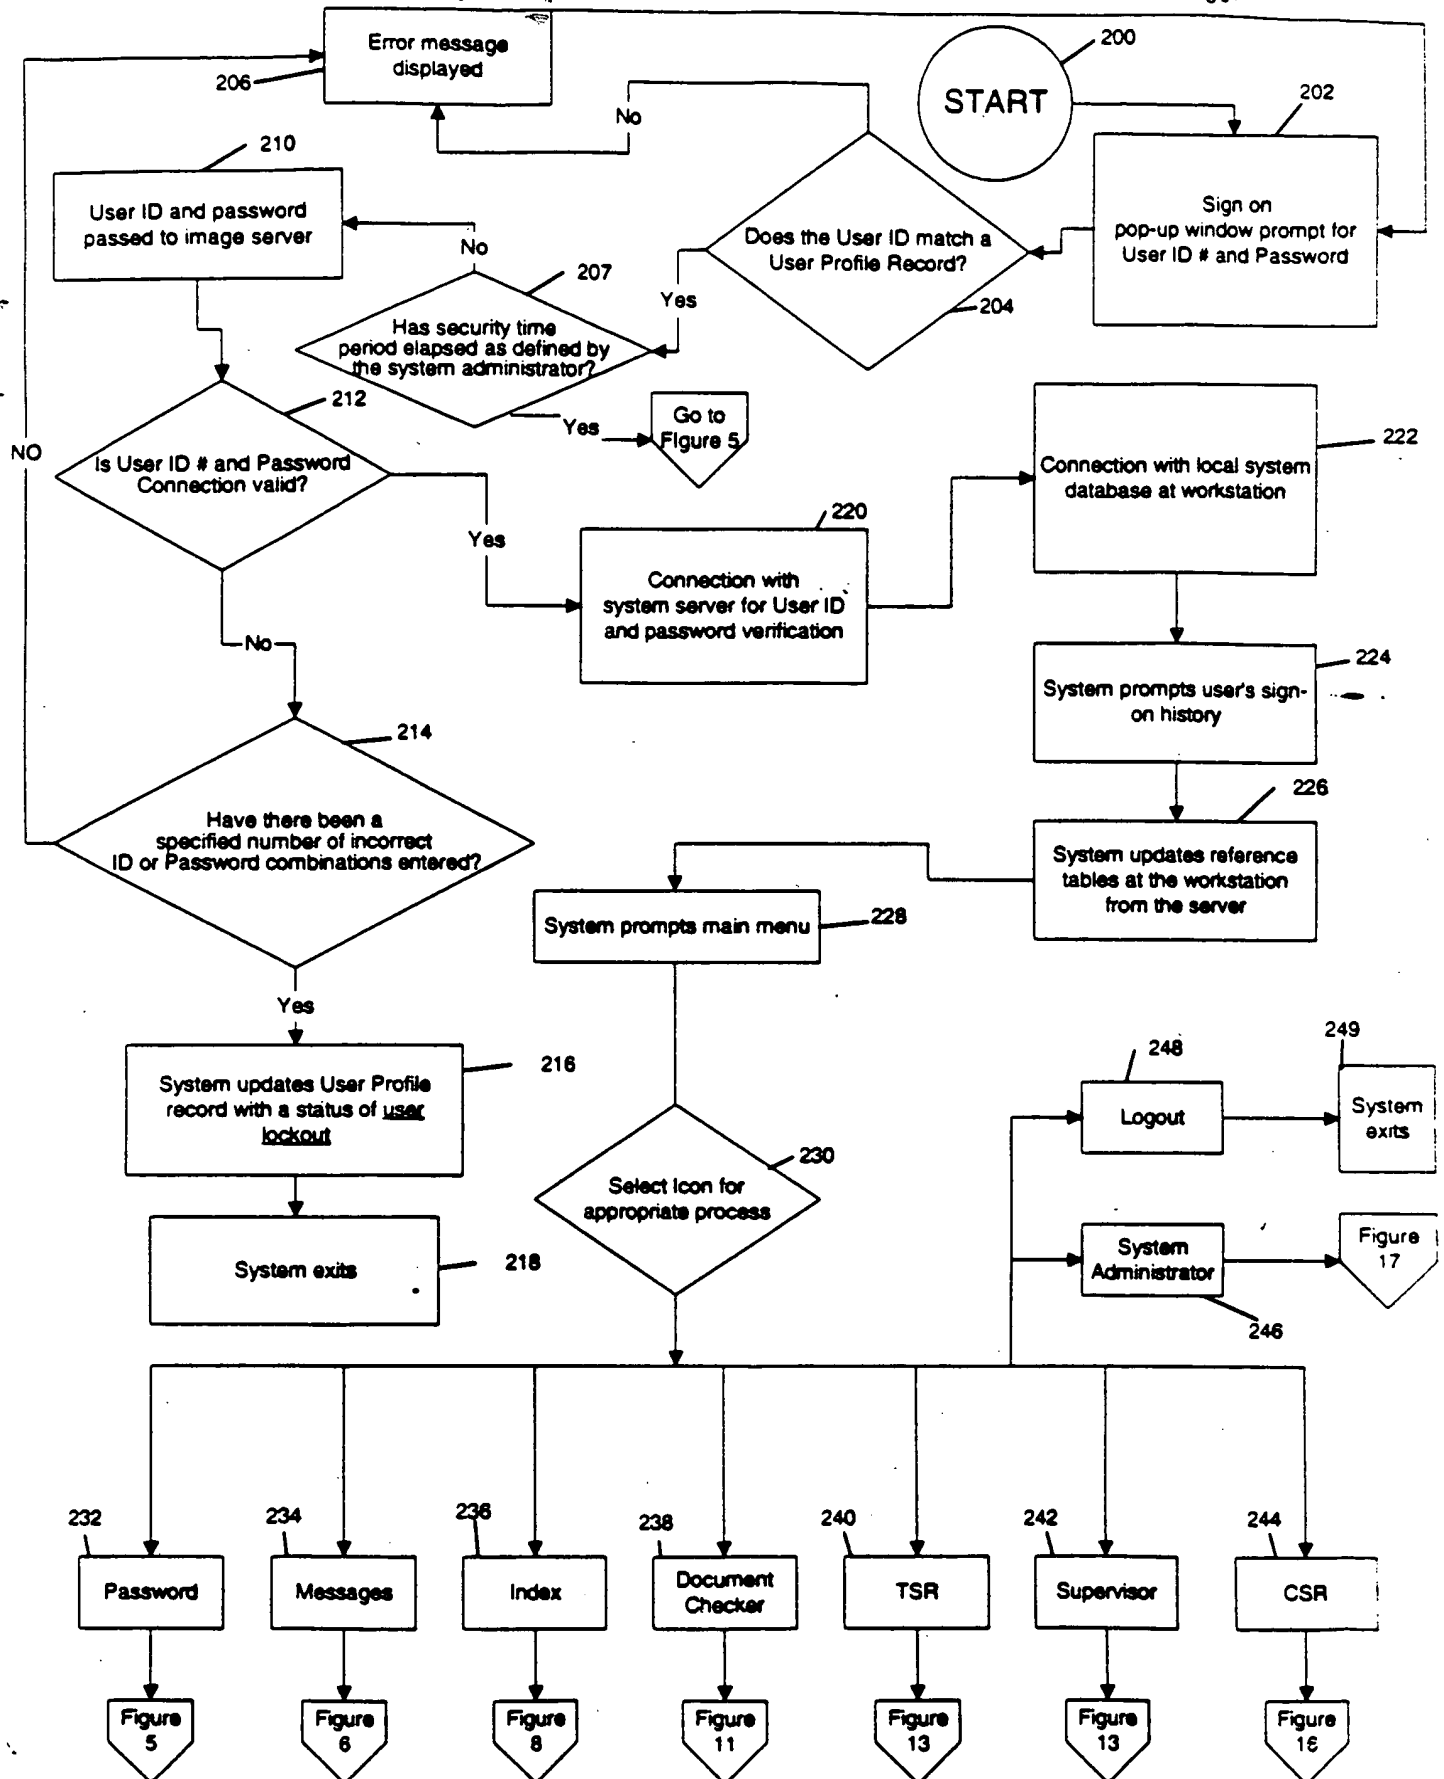 Error message
displayed
206
START
200
202
Sign on
pop-up window prompt for
User ID # and Password
No
Does the User ID match a
User Profile Record?
204
210
User ID and password
passed to image server
No
207
Yes
Has security time
period elapsed as defined by
the system administrator?
Yes
Go to
Figure 5
212
NO
Is User ID # and Password
Connection valid?
Yes
220
Connection with
system server for User ID
and password verification
222
Connection with local system
database at workstation
224
System prompts user's sign-
on history
226
System updates reference
tables at the workstation
from the server
No
214
Have there been a
specified number of incorrect
ID or Password combinations entered?
Yes
System prompts main menu
228
216
System updates User Profile
record with a status of user
lockout
System exits
218
230
Select Icon for
appropriate process
248
Logout
249
System
exits
System
Administrator
246
Figure
17
232
Password
Figure
5
234
Messages
Figure
6
236
Index
Figure
8
238
Document
Checker
Figure
11
240
TSR
Figure
13
242
Supervisor
Figure
13
244
CSR
Figure
16